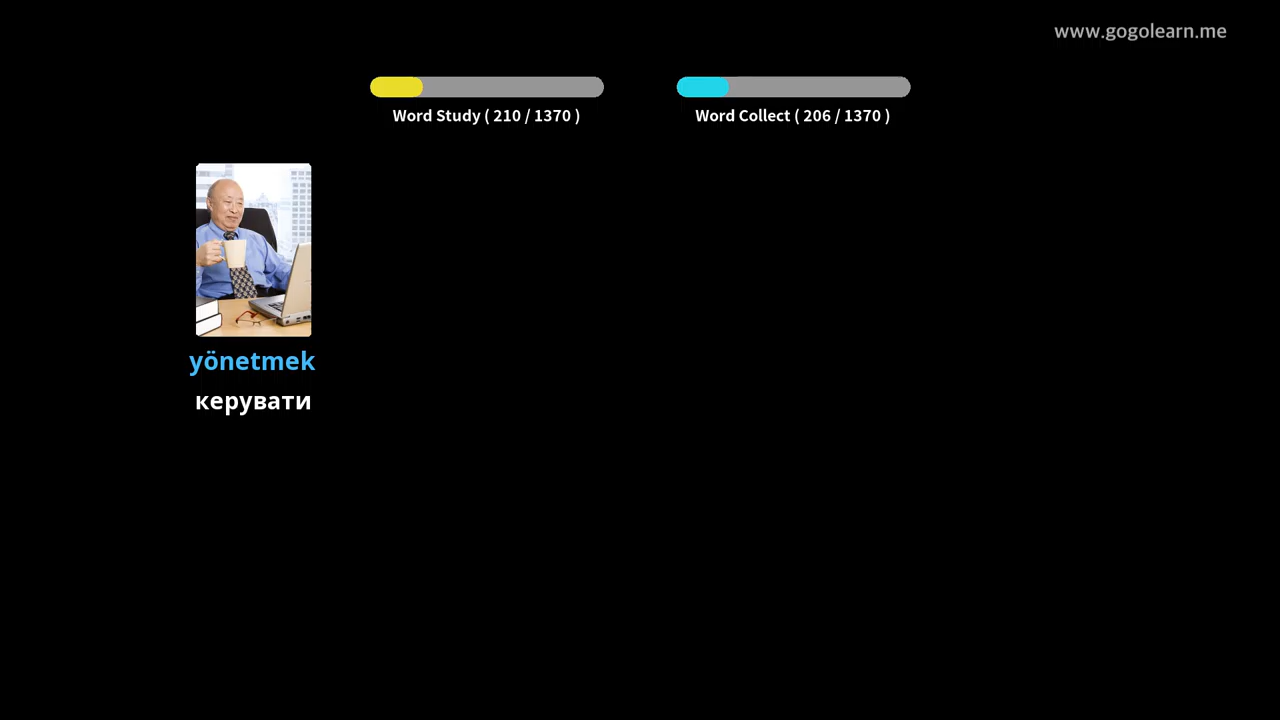 www.gogolearn.me
Word Study ( 210 / 1370 )
Word Collect ( 206 / 1370 )
yönetmek
керувати